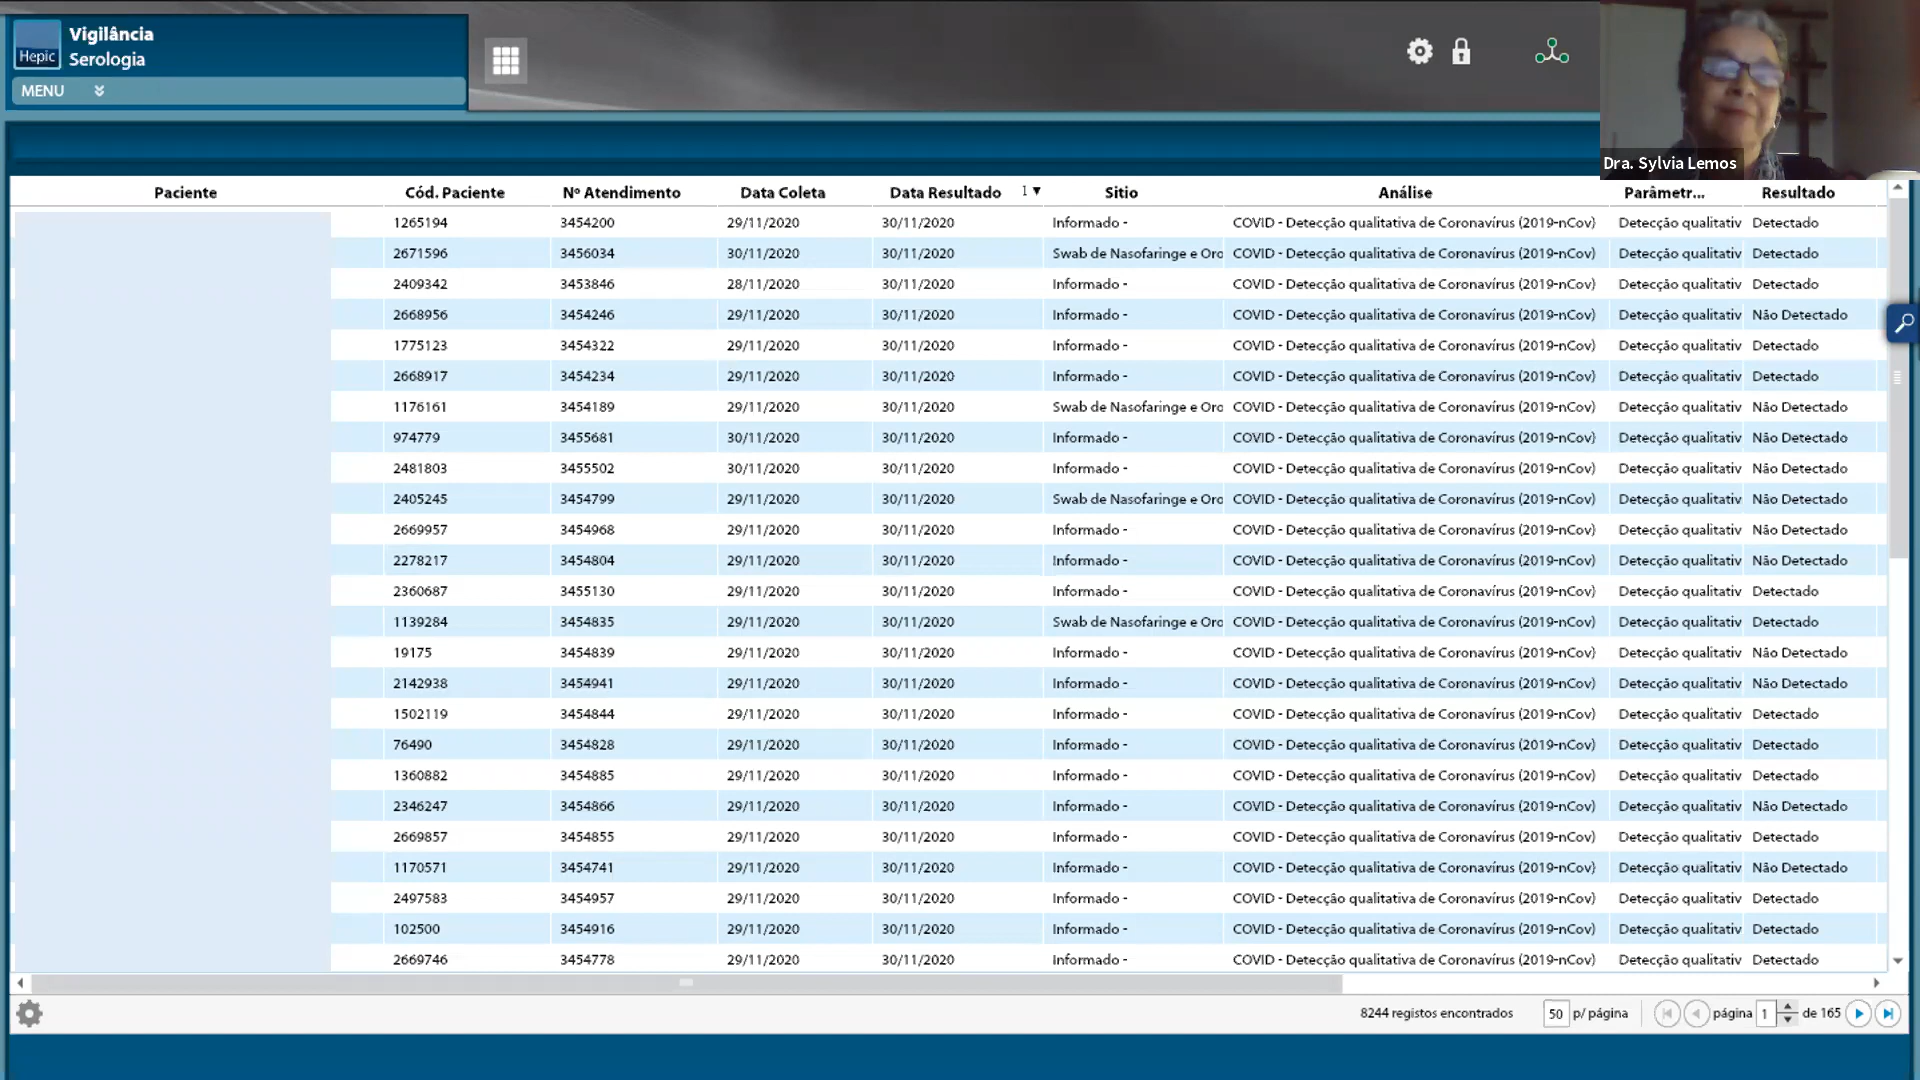 Hepic
Vigilância
Serologia
MENU
Dra. Sylvia Lemos
Paciente Cód. Paciente Nº Atendimento Data Coleta Data Resultado 1 ▼ Sitio Análise Parâmetr... Resultado
1265194 3454200 29/11/2020 30/11/2020 Informado - COVID - Detecção qualitativa de Coronavírus (2019-nCov) Detecção qualitativ Detectado
2671596 3456034 30/11/2020 30/11/2020 Swab de Nasofaringe e Oro COVID - Detecção qualitativa de Coronavírus (2019-nCov) Detecção qualitativ Detectado
2409342 3453846 28/11/2020 30/11/2020 Informado - COVID - Detecção qualitativa de Coronavírus (2019-nCov) Detecção qualitativ Detectado
2668956 3454246 29/11/2020 30/11/2020 Informado - COVID - Detecção qualitativa de Coronavírus (2019-nCov) Detecção qualitativ Não Detectado
1775123 3454322 29/11/2020 30/11/2020 Informado - COVID - Detecção qualitativa de Coronavírus (2019-nCov) Detecção qualitativ Detectado
2668917 3454234 29/11/2020 30/11/2020 Informado - COVID - Detecção qualitativa de Coronavírus (2019-nCov) Detecção qualitativ Detectado
1176161 3454189 29/11/2020 30/11/2020 Swab de Nasofaringe e Oro COVID - Detecção qualitativa de Coronavírus (2019-nCov) Detecção qualitativ Não Detectado
974779 3455681 30/11/2020 30/11/2020 Informado - COVID - Detecção qualitativa de Coronavírus (2019-nCov) Detecção qualitativ Não Detectado
2481803 3455502 30/11/2020 30/11/2020 Informado - COVID - Detecção qualitativa de Coronavírus (2019-nCov) Detecção qualitativ Não Detectado
2405245 3454799 29/11/2020 30/11/2020 Swab de Nasofaringe e Oro COVID - Detecção qualitativa de Coronavírus (2019-nCov) Detecção qualitativ Não Detectado
2669957 3454968 29/11/2020 30/11/2020 Informado - COVID - Detecção qualitativa de Coronavírus (2019-nCov) Detecção qualitativ Não Detectado
2278217 3454804 29/11/2020 30/11/2020 Informado - COVID - Detecção qualitativa de Coronavírus (2019-nCov) Detecção qualitativ Não Detectado
2360687 3455130 29/11/2020 30/11/2020 Informado - COVID - Detecção qualitativa de Coronavírus (2019-nCov) Detecção qualitativ Detectado
1139284 3454835 29/11/2020 30/11/2020 Swab de Nasofaringe e Oro COVID - Detecção qualitativa de Coronavírus (2019-nCov) Detecção qualitativ Detectado
19175 3454839 29/11/2020 30/11/2020 Informado - COVID - Detecção qualitativa de Coronavírus (2019-nCov) Detecção qualitativ Não Detectado
2142938 3454941 29/11/2020 30/11/2020 Informado - COVID - Detecção qualitativa de Coronavírus (2019-nCov) Detecção qualitativ Não Detectado
1502119 3454844 29/11/2020 30/11/2020 Informado - COVID - Detecção qualitativa de Coronavírus (2019-nCov) Detecção qualitativ Detectado
76490 3454828 29/11/2020 30/11/2020 Informado - COVID - Detecção qualitativa de Coronavírus (2019-nCov) Detecção qualitativ Detectado
1360882 3454885 29/11/2020 30/11/2020 Informado - COVID - Detecção qualitativa de Coronavírus (2019-nCov) Detecção qualitativ Detectado
2346247 3454866 29/11/2020 30/11/2020 Informado - COVID - Detecção qualitativa de Coronavírus (2019-nCov) Detecção qualitativ Não Detectado
2669857 3454855 29/11/2020 30/11/2020 Informado - COVID - Detecção qualitativa de Coronavírus (2019-nCov) Detecção qualitativ Detectado
1170571 3454741 29/11/2020 30/11/2020 Informado - COVID - Detecção qualitativa de Coronavírus (2019-nCov) Detecção qualitativ Não Detectado
2497583 3454957 29/11/2020 30/11/2020 Informado - COVID - Detecção qualitativa de Coronavírus (2019-nCov) Detecção qualitativ Detectado
102500 3454916 29/11/2020 30/11/2020 Informado - COVID - Detecção qualitativa de Coronavírus (2019-nCov) Detecção qualitativ Detectado
2669746 3454778 29/11/2020 30/11/2020 Informado - COVID - Detecção qualitativa de Coronavírus (2019-nCov) Detecção qualitativ Detectado
8244 registos encontrados 50 p/ página página 1 de 165